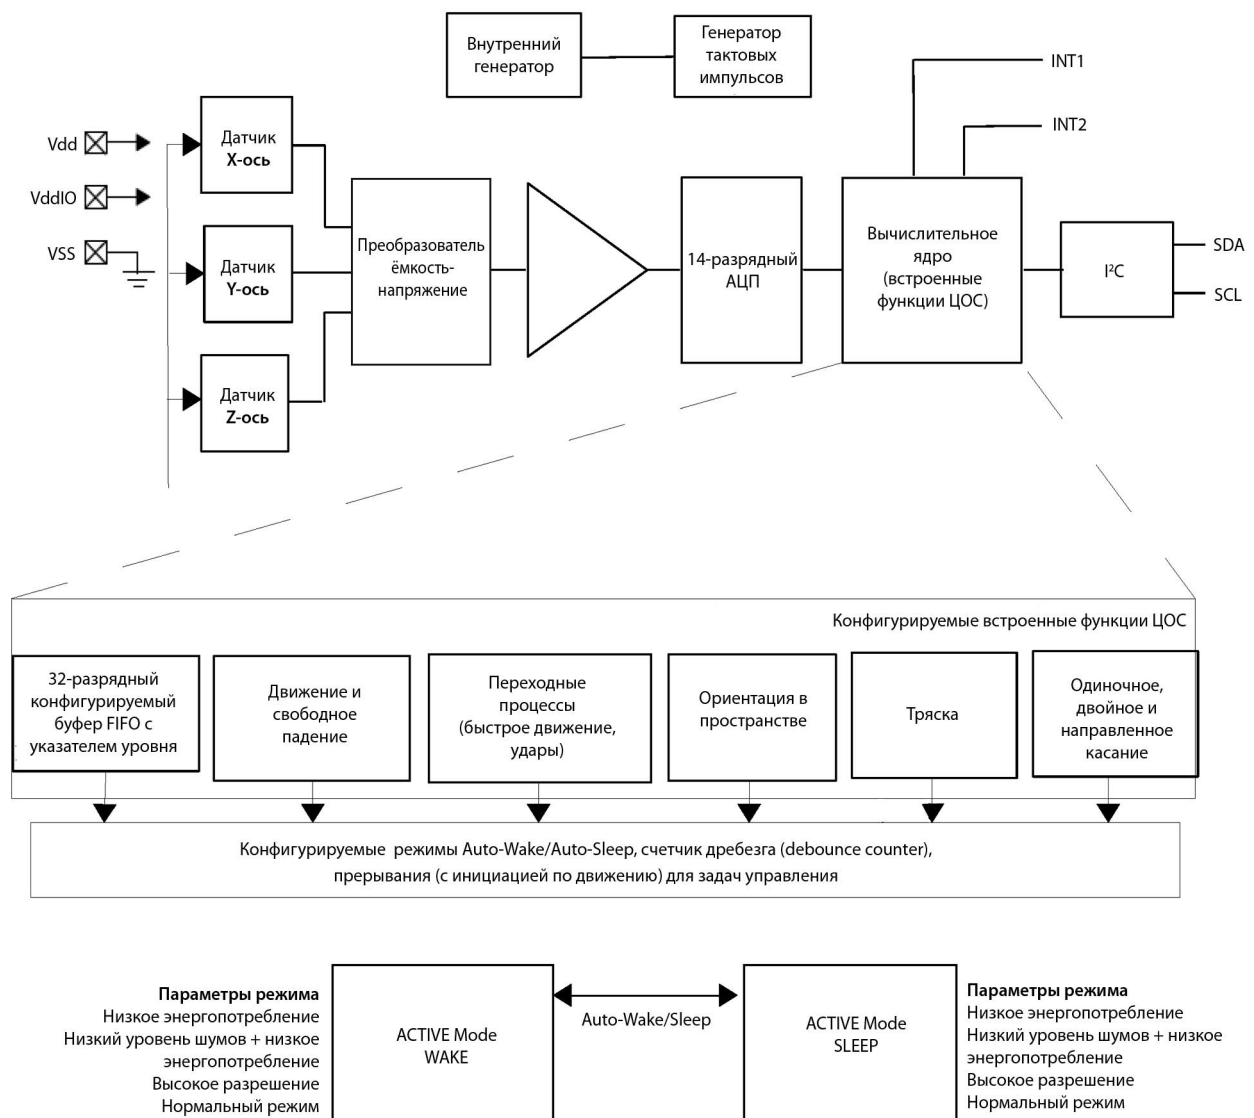 Внутренний
генератор
Генератор
тактовых
импульсов
INT1
INT2
Vdd
VddIO
VSS
Датчик
X-ось
Датчик
Y-ось
Датчик
Z-ось
Преобразователь
ёмкость-
напряжение
14-разрядный
АЦП
Вычислительное
ядро
(встроенные
функции ЦОС)
I²C
SDA
SCL
Конфигурируемые встроенные функции ЦОС
32-разрядный
конфигурируемый
буфер FIFO с
указателем уровня
Движение и
свободное
падение
Переходные
процессы
(быстрое движение,
удары)
Ориентация в
пространстве
Тряска
Одиночное,
двойное и
направленное
касание
Конфигурируемые режимы Auto-Wake/Auto-Sleep, счетчик дребезга (debounce counter),
прерывания (с инициацией по движению) для задач управления
Параметры режима
Низкое энергопотребление
Низкий уровень шумов + низкое
энергопотребление
Высокое разрешение
Нормальный режим
ACTIVE Mode
WAKE
Auto-Wake/Sleep
ACTIVE Mode
SLEEP
Параметры режима
Низкое энергопотребление
Низкий уровень шумов + низкое
энергопотребление
Высокое разрешение
Нормальный режим